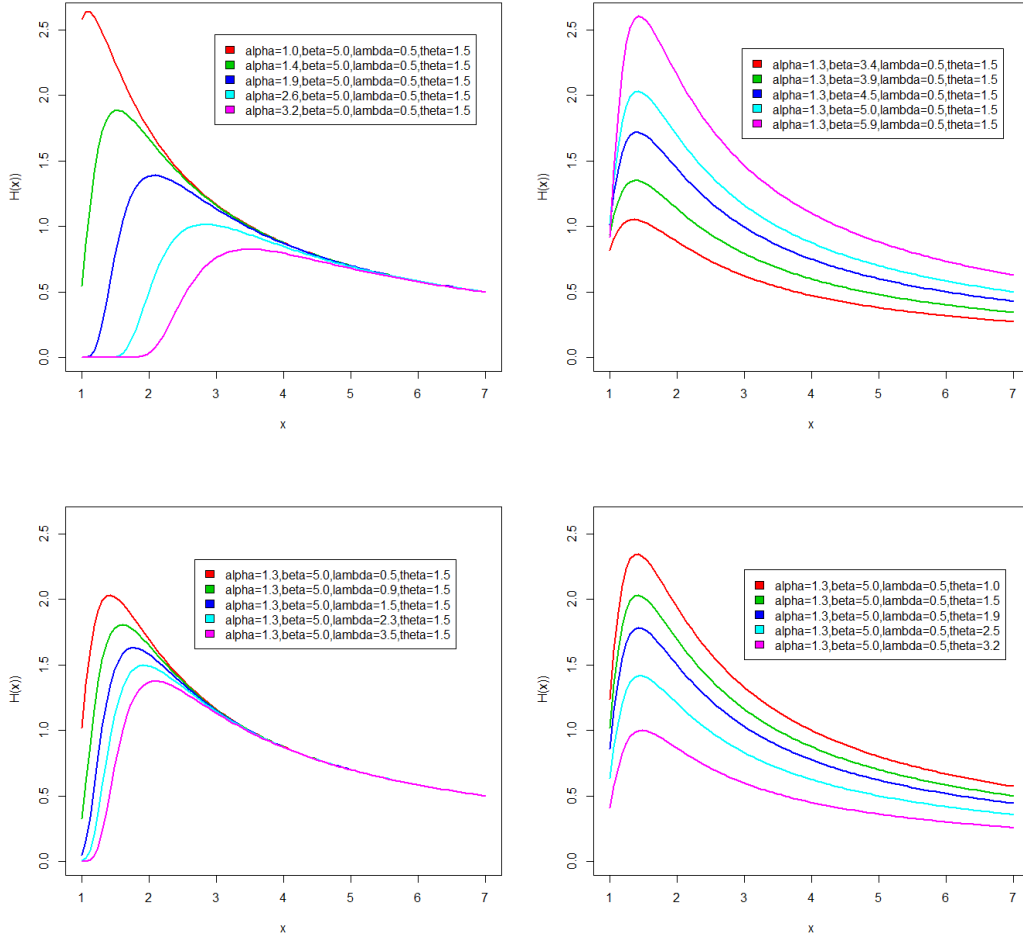 alpha=1.0,beta=5.0,lambda=0.5,theta=1.5
alpha=1.4,beta=5.0,lambda=0.5,theta=1.5
alpha=1.9,beta=5.0,lambda=0.5,theta=1.5
alpha=2.6,beta=5.0,lambda=0.5,theta=1.5
alpha=3.2,beta=5.0,lambda=0.5,theta=1.5
H(x))
2.5
2.0
1.5
1.0
0.5
0.0
1 2 3 4 5 6 7
x
alpha=1.3,beta=3.4,lambda=0.5,theta=1.5
alpha=1.3,beta=3.9,lambda=0.5,theta=1.5
alpha=1.3,beta=4.5,lambda=0.5,theta=1.5
alpha=1.3,beta=5.0,lambda=0.5,theta=1.5
alpha=1.3,beta=5.9,lambda=0.5,theta=1.5
H(x))
2.5
2.0
1.5
1.0
0.5
0.0
1 2 3 4 5 6 7
x
alpha=1.3,beta=5.0,lambda=0.5,theta=1.5
alpha=1.3,beta=5.0,lambda=0.9,theta=1.5
alpha=1.3,beta=5.0,lambda=1.5,theta=1.5
alpha=1.3,beta=5.0,lambda=2.3,theta=1.5
alpha=1.3,beta=5.0,lambda=3.5,theta=1.5
H(x))
2.5
2.0
1.5
1.0
0.5
0.0
1 2 3 4 5 6 7
x
alpha=1.3,beta=5.0,lambda=0.5,theta=1.0
alpha=1.3,beta=5.0,lambda=0.5,theta=1.5
alpha=1.3,beta=5.0,lambda=0.5,theta=1.9
alpha=1.3,beta=5.0,lambda=0.5,theta=2.5
alpha=1.3,beta=5.0,lambda=0.5,theta=3.2
H(x))
2.5
2.0
1.5
1.0
0.5
0.0
1 2 3 4 5 6 7
x